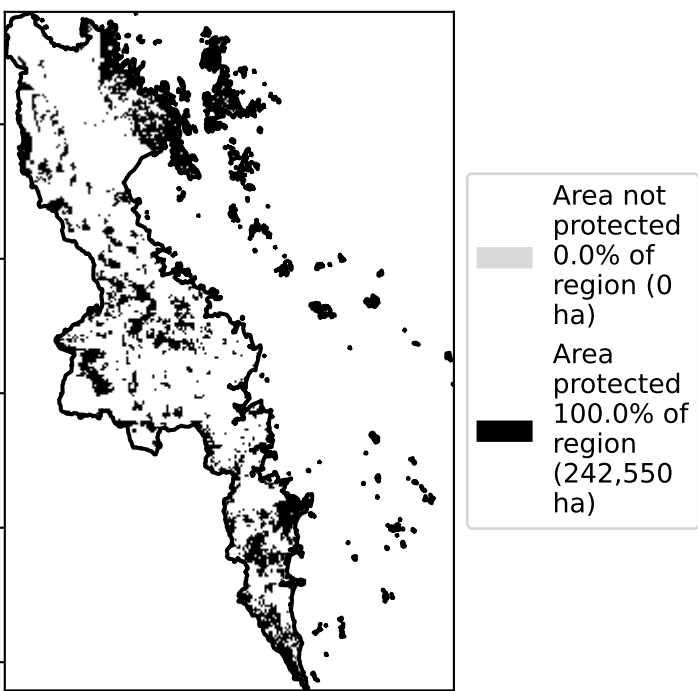 Area not
protected
0.0% of
region (0
ha)
Area
protected
100.0% of
region
(242,550
ha)